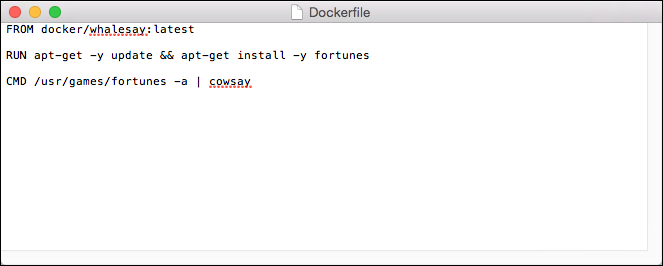 Dockerfile
FROM docker/whalesay:latest
RUN apt-get -y update && apt-get install -y fortunes
CMD /usr/games/fortunes -a | cowsay